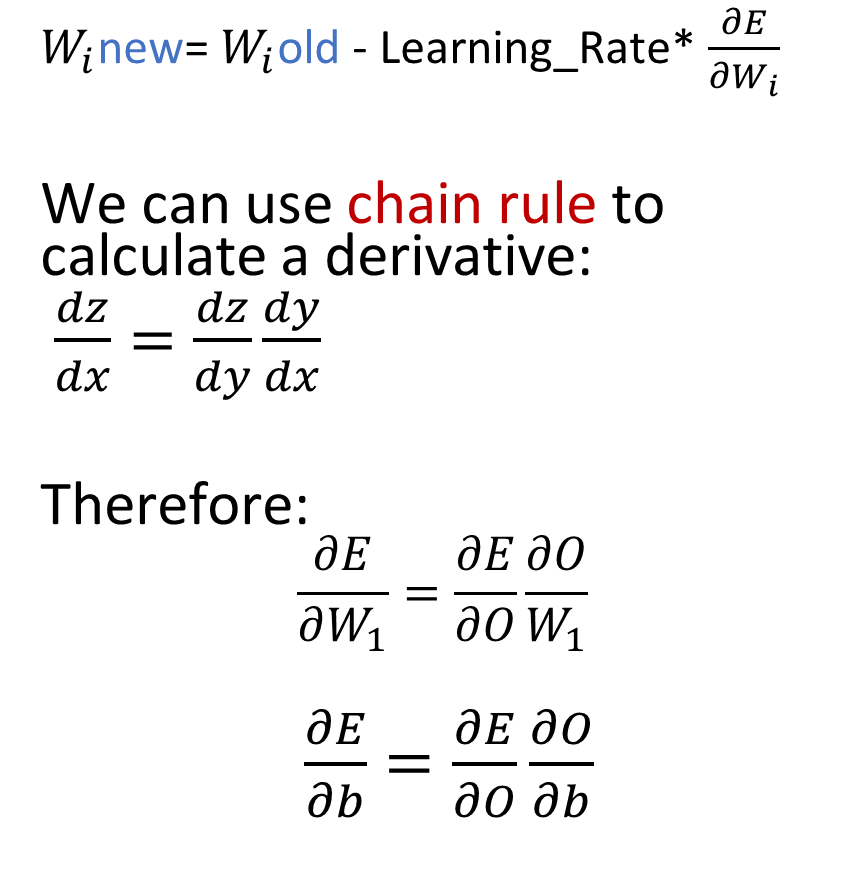 Wᵢnew= Wᵢold - Learning_Rate* ∂E/∂Wᵢ
We can use chain rule to
calculate a derivative:
dz/dx = dz/dy dy/dx
Therefore:
∂E/∂W₁ = ∂E/∂O ∂O/W₁
∂E/∂b = ∂E/∂O ∂O/∂b